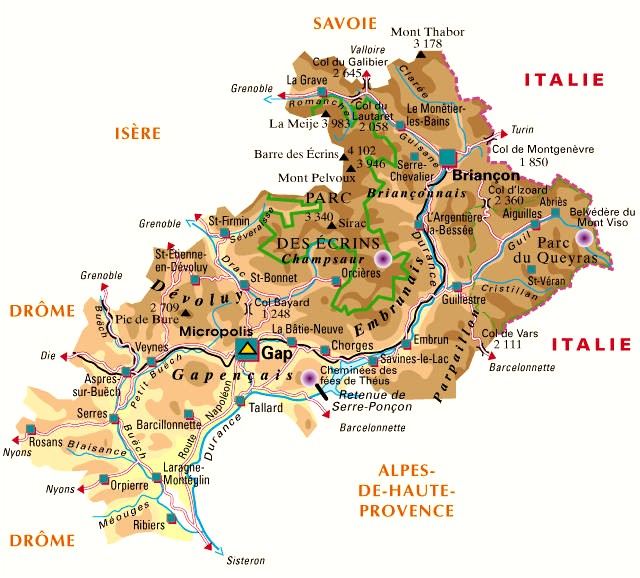 SAVOIE
Mont Thabor
3 178
Valloire
Col du Galibier
2 645
Clarée
ITALIE
La Grave
Grenoble
Romanche
Col du
Lautaret
2 058
Le Monêtier-
les-Bains
La Meije 3 983
Turin
ISÈRE
Guisane
Col de Montgenèvre
1 850
Barre des Écrins
4 102
3 946
Mont Pelvoux
Serre-
Chevalier
Briançon
Briançonnais
PARC
Col d'Izoard
2 360
Abriès
Aiguilles
Belvédère du
Mont Viso
St-Firmin
Grenoble
Séveraisse
3 340
Sirac
L'Argentière-
la-Bessée
DES ÉCRINS
Guil
Parc
du Queyras
St-Etienne-
en-Dévoluy
Champsaur
Durance
Drac
St-Bonnet
Orcières
St-Véran
Grenoble
Cristillan
Guillestre
Dévoluy
Embrunais
Col Bayard
1 248
DRÔME
Buëch
2 709
Pic de Bure
Micropolis
La Bâtie-Neuve
Parpaillon
Col de Vars
2 111
ITALIE
Veynes
Gap
Chorges
Embrun
Savines-le-Lac
Die
Petit Buëch
Barcelonnette
Aspres-
sur-Buëch
Gapençais
Cheminées des
fées de Théus
Retenue de
Serre-Ponçon
Serres
Tallard
Barcillonnette
Route Napoléon
Durance
Barcelonnette
Rosans
Buëch
Nyons
Blaisance
Laragne-
Montéglin
ALPES-
DE-HAUTE-
PROVENCE
Nyons
Orpierre
Méouges
Ribiers
DRÔME
Sisteron